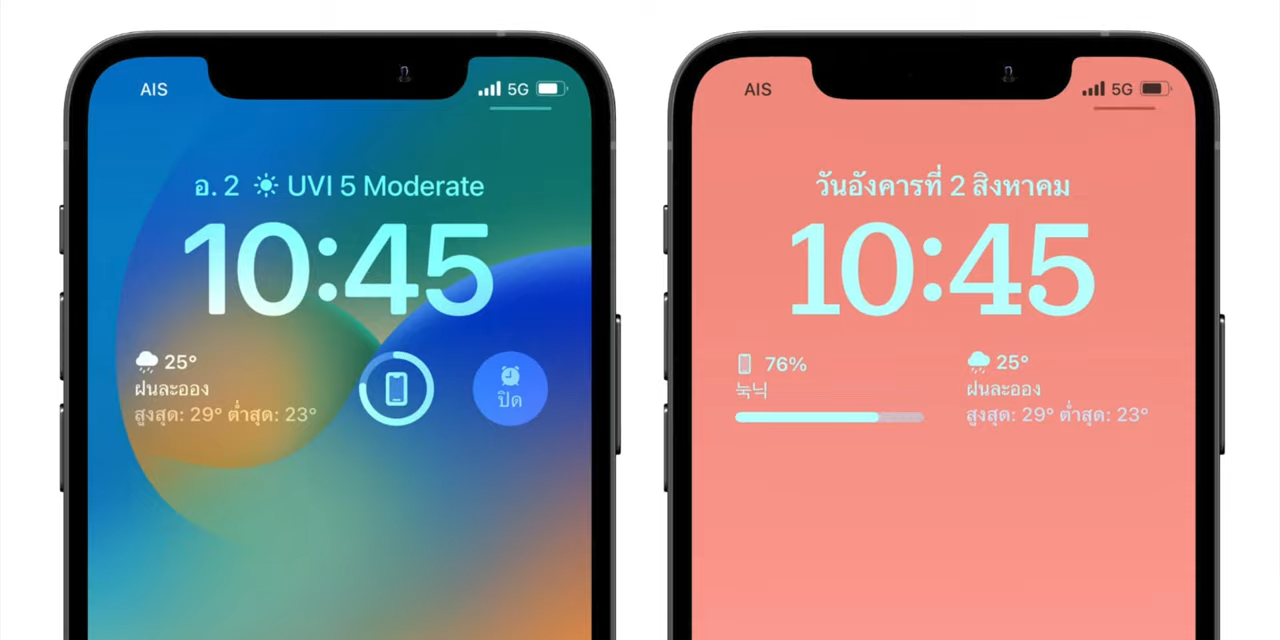 AIS 5G
อ. 2 UVI 5 Moderate
10:45
25°
ฝนละออง
สูงสุด: 29° ต่ำสุด: 23°
ปิด
AIS 5G
วันอังคารที่ 2 สิงหาคม
10:45
76%
눅닉
25°
ฝนละออง
สูงสุด: 29° ต่ำสุด: 23°